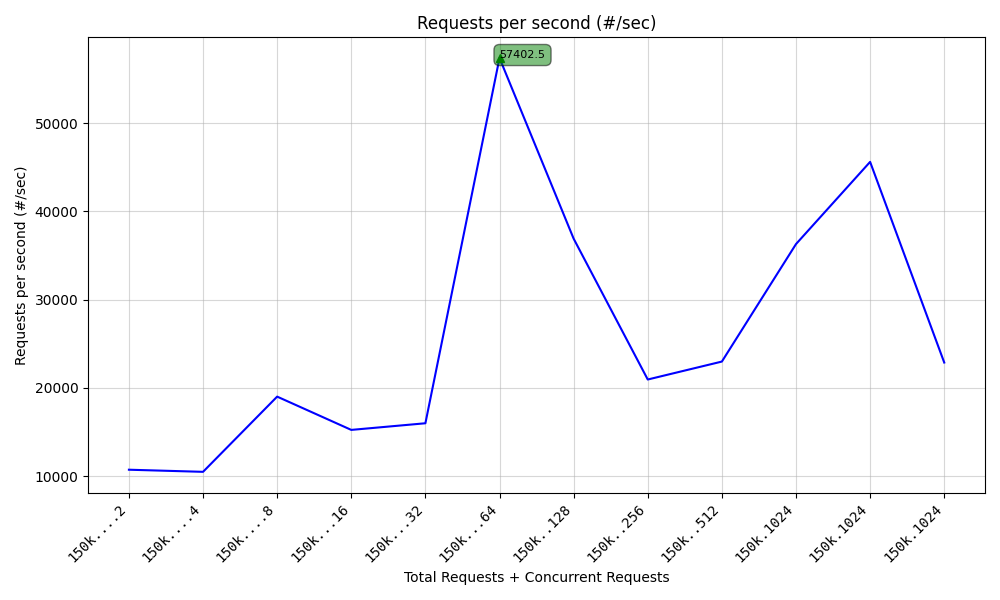 Requests per second (#/sec)
57402.5
Requests per second (#/sec)
50000
40000
30000
20000
10000
150k....2
150k....4
150k....8
150k...16
150k...32
150k...64
150k..128
150k..256
150k..512
150k.1024
150k.1024
150k.1024
Total Requests + Concurrent Requests